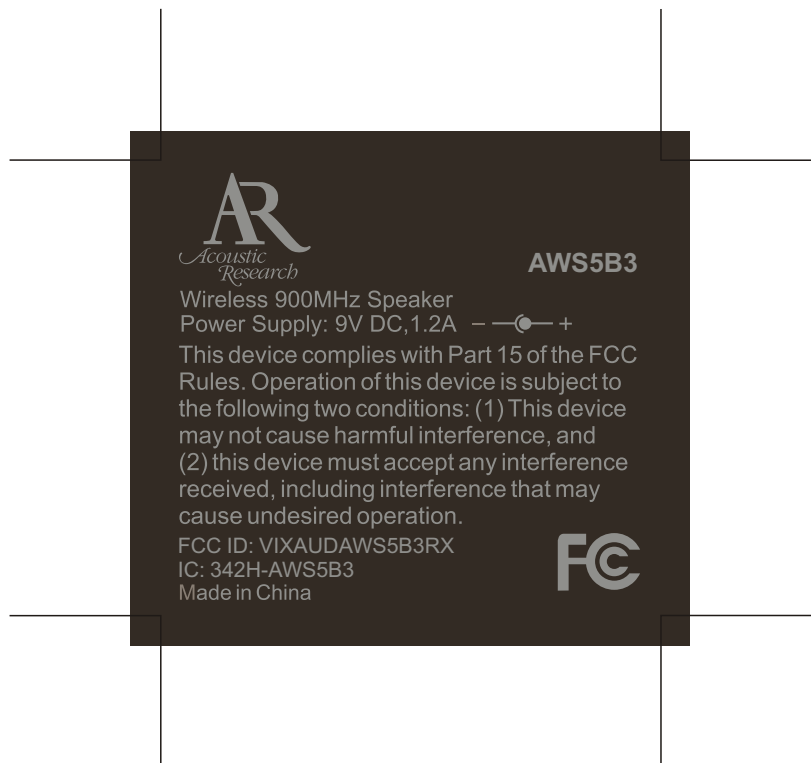 AR
Acoustic
Research
AWS5B3
Wireless 900MHz Speaker
Power Supply: 9V DC,1.2A − +
This device complies with Part 15 of the FCC
Rules. Operation of this device is subject to
the following two conditions: (1) This device
may not cause harmful interference, and
(2) this device must accept any interference
received, including interference that may
cause undesired operation.
FCC ID: VIXAUDAWS5B3RX
IC: 342H-AWS5B3
Made in China
FC